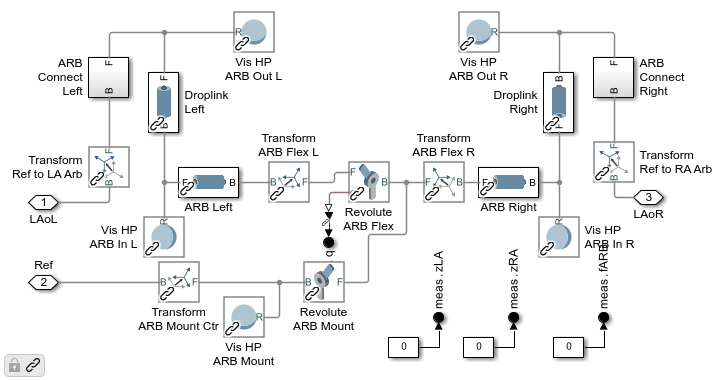 R
Vis HP
ARB Out L
R
Vis HP
ARB Out R
ARB
Connect
Left
F
B
F
B
Droplink
Left
Droplink
Right
B
F
F
B
ARB
Connect
Right
Transform
Ref to LA Arb
F
B
Transform
ARB Flex L
Transform
ARB Flex R
F
B
Transform
Ref to RA Arb
1
LAoL
F
B
ARB Left
B
F
F
B
Revolute
ARB Flex
F
B
F
B
ARB Right
3
LAoR
R
Vis HP
ARB In L
q
R
Vis HP
ARB In R
Ref
2
B
F
Transform
ARB Mount Ctr
R
Vis HP
ARB Mount
B
F
Revolute
ARB Mount
meas.zLA
meas.zRA
meas.fARB
0
0
0